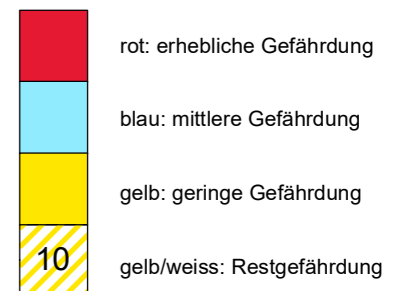 rot: erhebliche Gefährdung
blau: mittlere Gefährdung
gelb: geringe Gefährdung
10 gelb/weiss: Restgefährdung